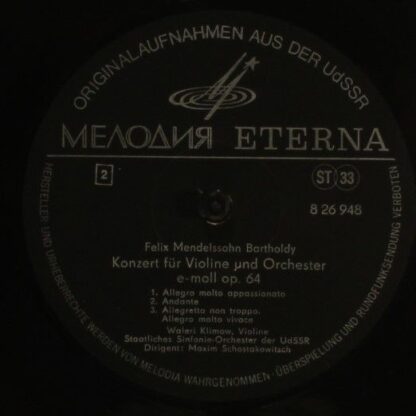 ORIGINALAUFNAHMEN AUS DER UdSSR
МЕЛОДИЯ ETERNA
2
ST 33
8 26 948
Felix Mendelssohn Bartholdy
Konzert für Violine und Orchester
e-moll op. 64
1. Allegro molto appassionato
2. Andante
3. Allegretto non troppo.
Allegro molto vivace
Waleri Klimow, Violine
Staatliches Sinfonie-Orchester der UdSSR
Dirigent: Maxim Schostakowitsch
HERSTELLER UND URHEBERRECHTE WERDEN VON MELODIA WAHRGENOMMEN · ÜBERSPIELUNG UND RUNDFUNKSENDUNG VERBOTEN